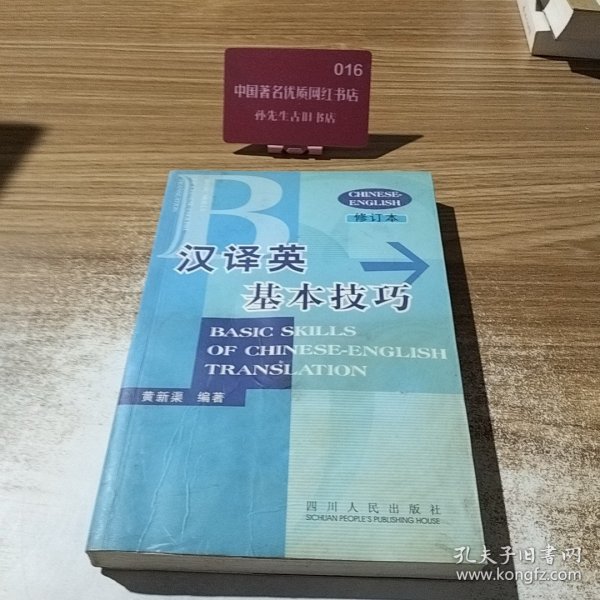 016
中国著名优质网红书店
孙先生古旧书店
CHINESE-
ENGLISH
修订本
汉译英
基本技巧
BASIC SKILLS
OF CHINESE-ENGLISH
TRANSLATION
黄新渠 编著
四川人民出版社
SICHUAN PEOPLE'S PUBLISHING HOUSE
孔夫子旧书网
www.kongfz.com